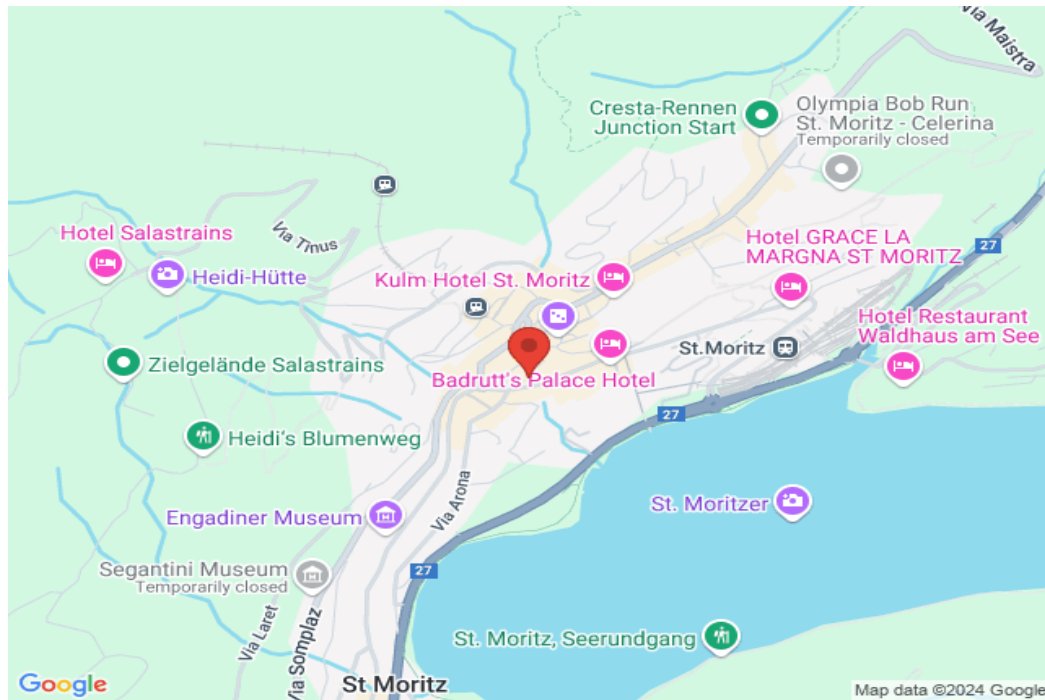 Via Maistra
Cresta-Rennen
Junction Start
Olympia Bob Run
St. Moritz - Celerina
Temporarily closed
Hotel Salastrains
Via Tinus
Heidi-Hütte
Hotel GRACE LA
MARGNA ST MORITZ
27
Kulm Hotel St. Moritz
Hotel Restaurant
Waldhaus am See
St.Moritz
Zielgelände Salastrains
Badrutt's Palace Hotel
27
Heidi's Blumenweg
Via Arona
St. Moritzer
Engadiner Museum
27
Segantini Museum
Temporarily closed
Via Laret
Via Somplaz
St. Moritz, Seerundgang
St Moritz
Google
Map data ©2024 Google